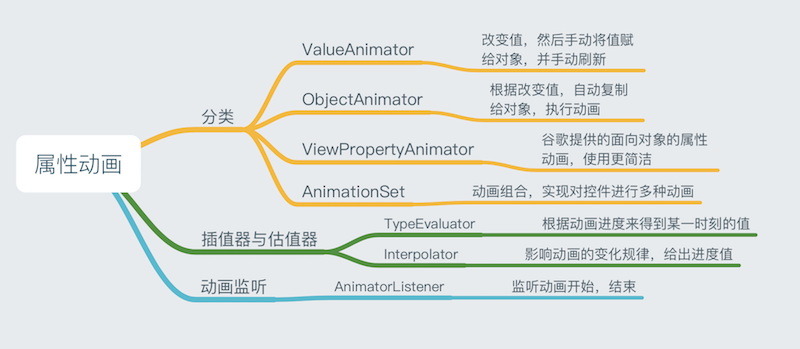 属性动画
分类
ValueAnimator
改变值，然后手动将值赋
给对象，并手动刷新
ObjectAnimator
根据改变值，自动复制
给对象，执行动画
ViewPropertyAnimator
谷歌提供的面向对象的属性
动画，使用更简洁
AnimationSet
动画组合，实现对控件进行多种动画
插值器与估值器
TypeEvaluator
根据动画进度来得到某一时刻的值
Interpolator
影响动画的变化规律，给出进度值
动画监听
AnimatorListener
监听动画开始，结束